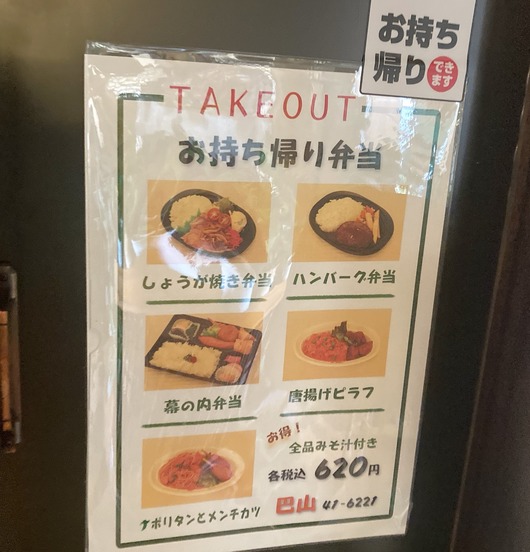 お持ち
帰り
でき
ます
TAKEOUT
お持ち帰り弁当
しょうが焼き弁当
ハンバーグ弁当
幕の内弁当
唐揚げピラフ
お得!
全品みそ汁付き
各税込 620円
ナポリタンとメンチカツ
巴山 41-6221